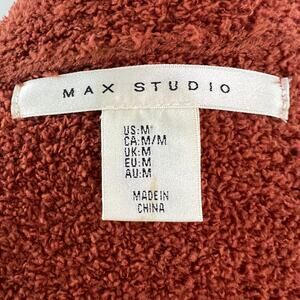 MAX STUDIO
US:M
CA:M/M
UK:M
EU:M
AU:M
MADE IN
CHINA